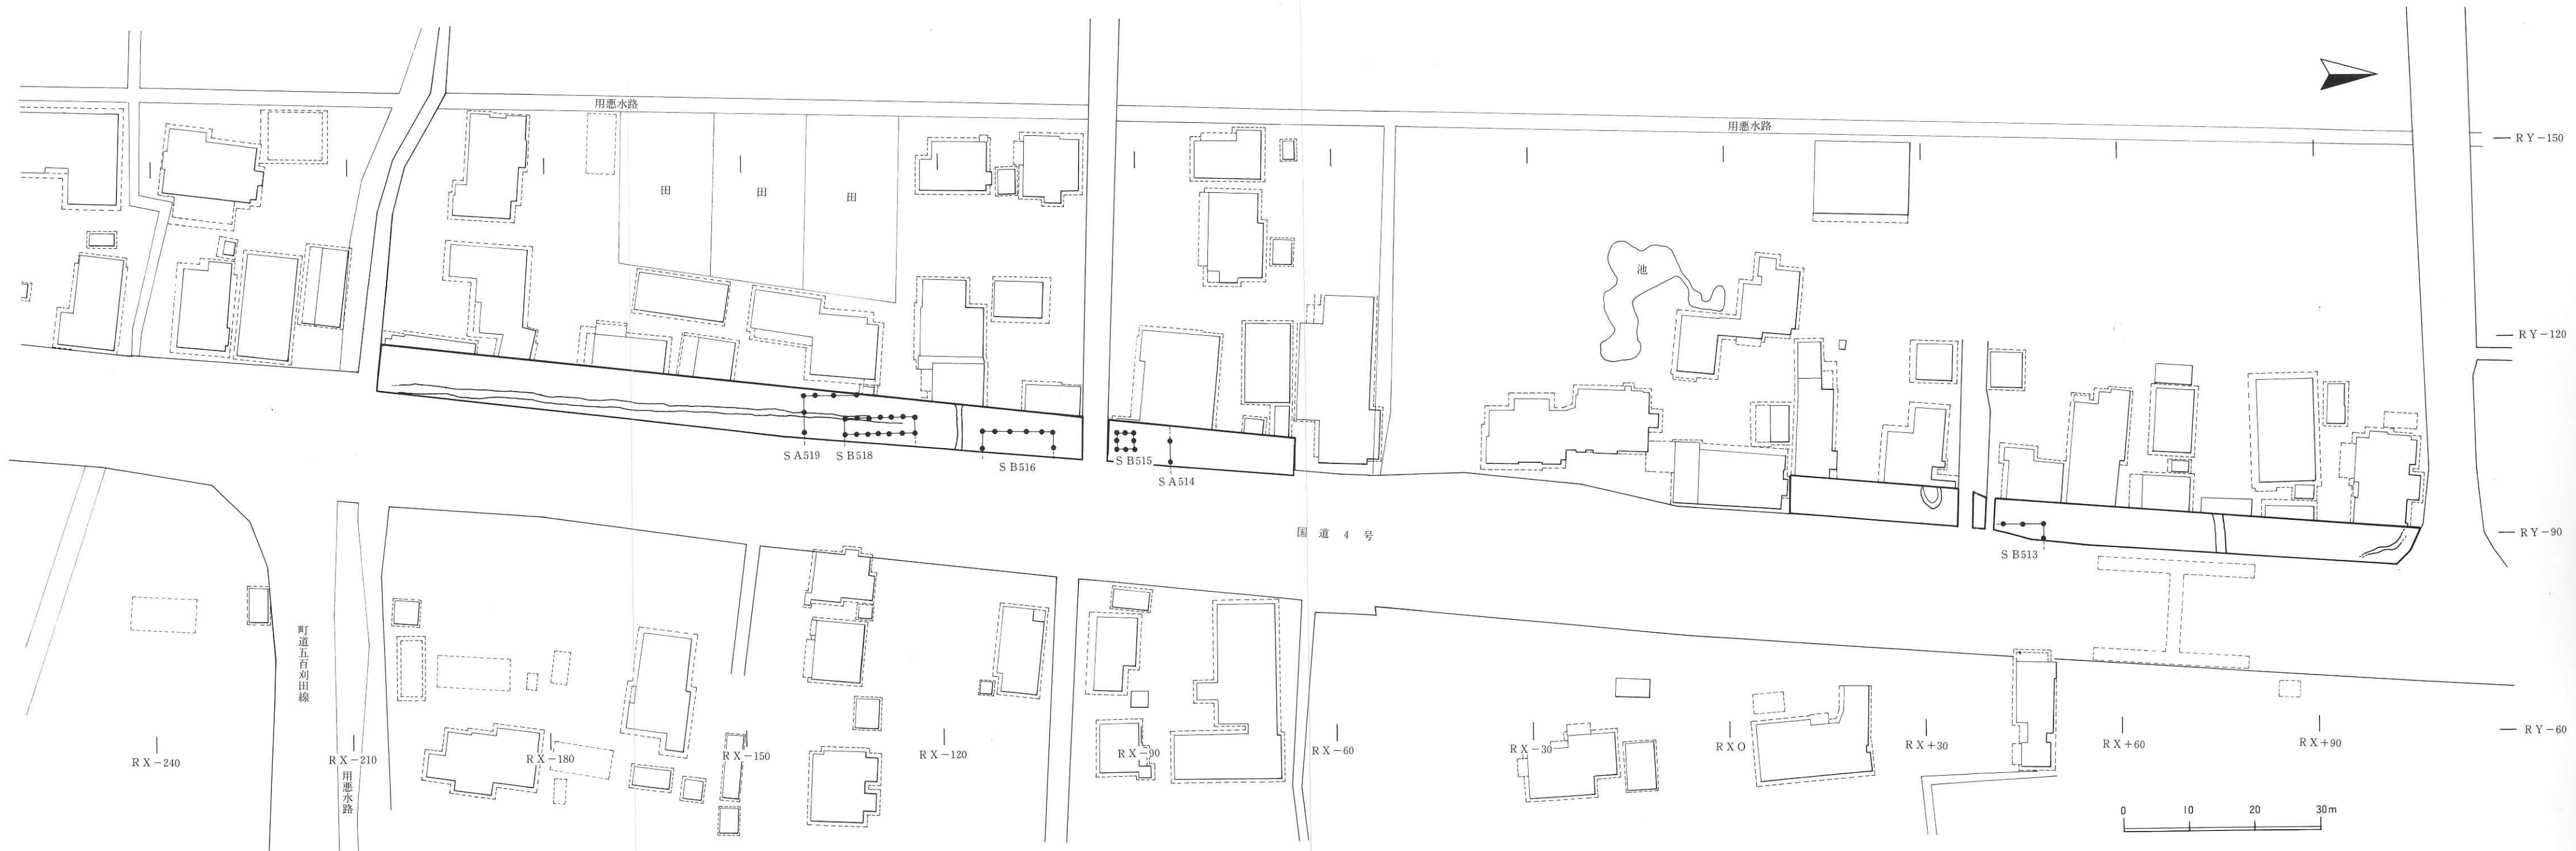 用悪水路
用悪水路
RY-150
田
田
田
池
RY-120
SA519
SB518
SB516
SB515
SA514
国道4号
SB513
RY-90
町道五百刈田線
RX-240
RX-210
RX-180
RX-150
RX-120
RX-90
RX-60
RX-30
RXO
RX+30
RX+60
RX+90
RY-60
用悪水路
0 10 20 30m